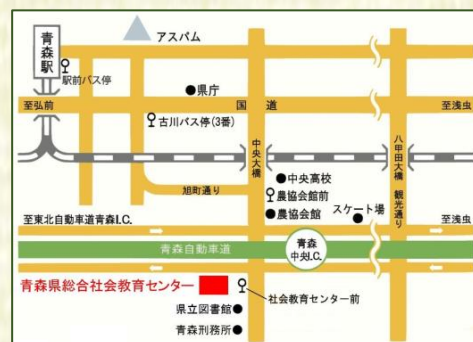 アスパム
青森駅
駅前バス停
県庁
至弘前
国道
至浅虫
古川バス停(3番)
中央大橋
八甲田大橋
観光通り
中央高校
旭町通り
農協会館前
農協会館
スケート場
至東北自動車道青森I.C.
至浅虫
青森自動車道
青森
中央I.C.
青森県総合社会教育センター
社会教育センター前
県立図書館
青森刑務所